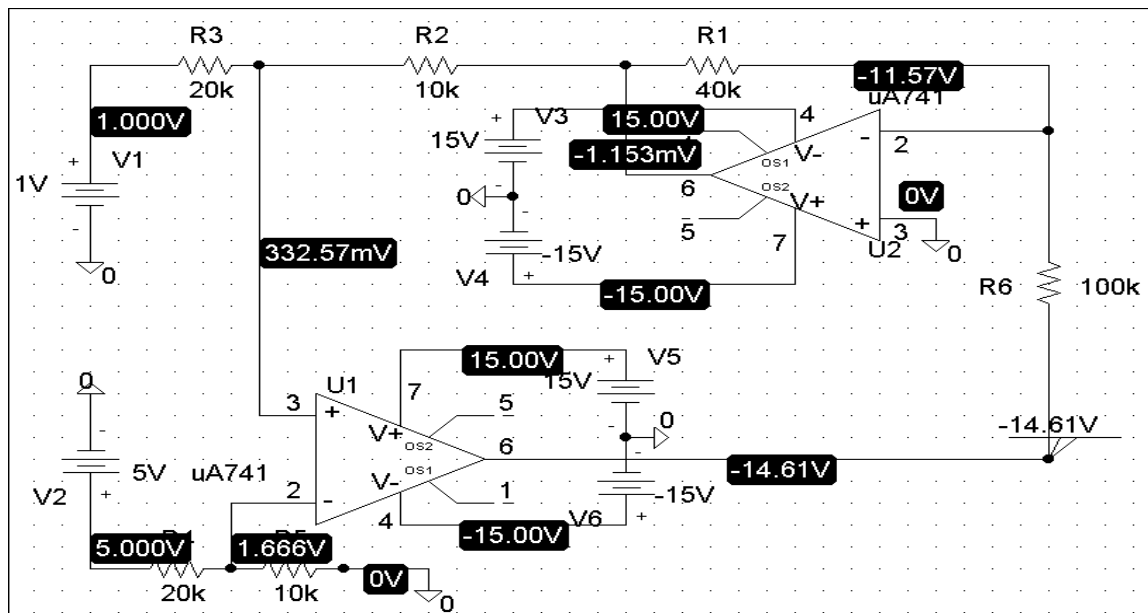 R3
R2
R1
20k
10k
40k
-11.57V
uA741
1.000V
V1
1V
V3
15V
15.00V
4
-1.153mV
OS1
V-
-
2
6
0
OS2
V+
5
0V
+
3
7
U2
0
0
332.57mV
V4
-15V
-15.00V
R6
100k
0
U1
7
15.00V
V5
15V
3
+
V+
5
OS2
6
0
-14.61V
-14.61V
5V
uA741
V2
2
-
V-
OS1
1
4
-15.00V
V6
-15V
5.000V
1.666V
0V
20k
10k
0